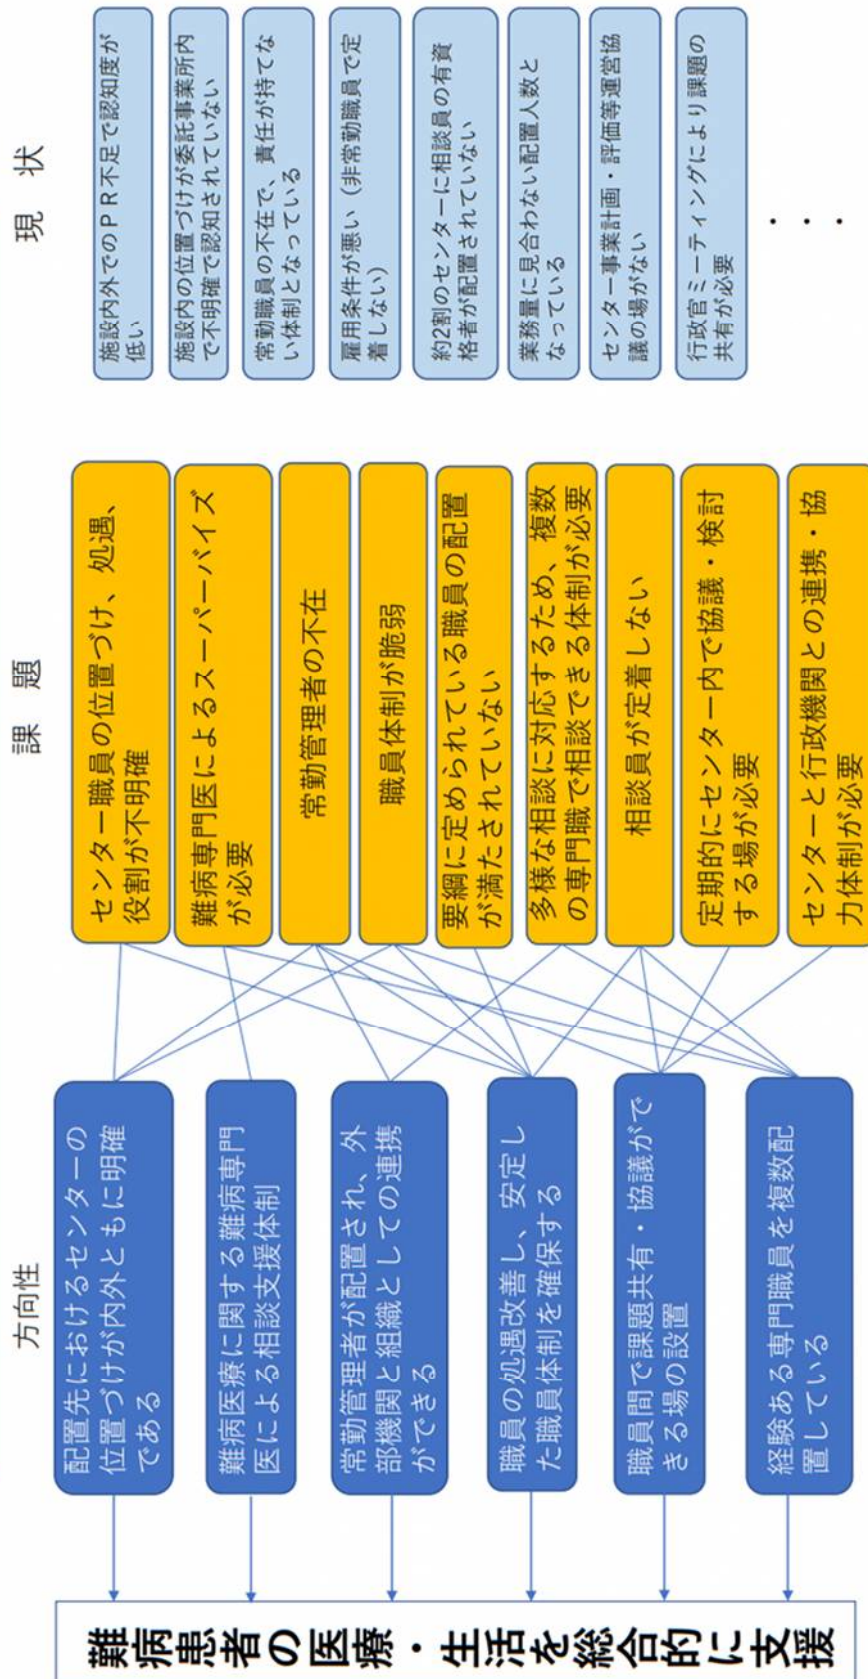 難病患者の医療・生活を総合的に支援
方向性
配置先におけるセンターの
位置づけが内外ともに明確
である
難病医療に関する難病専門
医による相談支援体制
常勤管理者が配置され、外
部機関と組織としての連携
ができる
職員の処遇改善し、安定し
た職員体制を確保する
職員間で課題共有・協議がで
きる場の設置
経験ある専門職員を複数配
置している
課 題
センター職員の位置づけ、処遇、
役割が不明確
難病専門医によるスーパーバイズ
が必要
常勤管理者の不在
職員体制が脆弱
要綱に定められている職員の配置
が満たされていない
多様な相談に対応するため、複数
の専門職で相談できる体制が必要
相談員が定着しない
定期的にセンター内で協議・検討
する場が必要
センターと行政機関との連携・協
力体制が必要
現 状
施設内外でのPR不足で認知度が
低い
施設内の位置づけが委託事業所内
で不明確で認知されていない
常勤職員の不在で、責任が持てな
い体制となっている
雇用条件が悪い(非常勤職員で定
着しない)
約2割のセンターに相談員の有資
格者が配置されていない
業務量に見合わない配置人数と
なっている
センター事業計画・評価等運営協
議の場がない
行政官ミーティングにより課題の
共有が必要
・・・